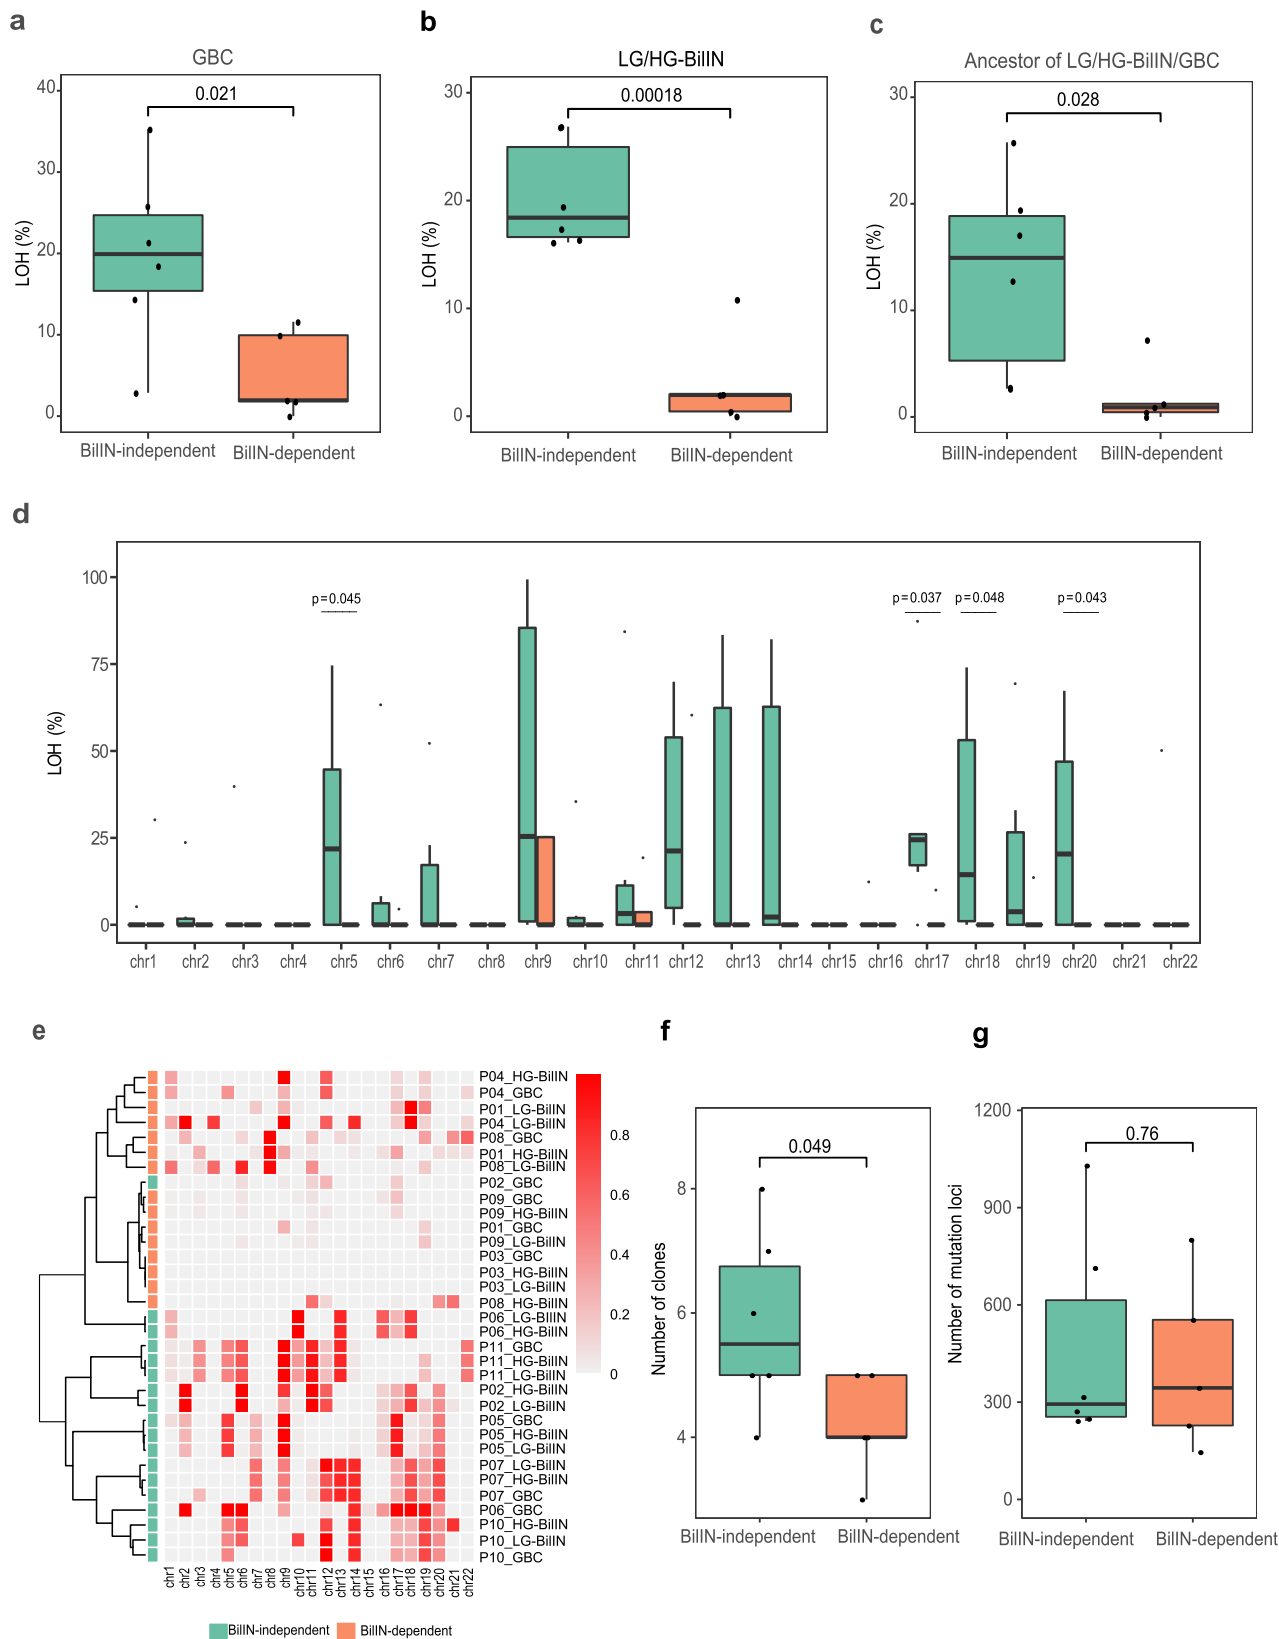 a
GBC
40
30
20
10
0
LOH (%)
0.021
BilIN-independent
BilIN-dependent
b
LG/HG-BilIN
30
20
10
0
LOH (%)
0.00018
BilIN-independent
BilIN-dependent
c
Ancestor of LG/HG-BilIN/GBC
30
20
10
0
LOH (%)
0.028
BilIN-independent
BilIN-dependent
d
100
75
50
25
0
LOH (%)
p=0.045
p=0.037
p=0.048
p=0.043
chr1 chr2 chr3 chr4 chr5 chr6 chr7 chr8 chr9 chr10 chr11 chr12 chr13 chr14 chr15 chr16 chr17 chr18 chr19 chr20 chr21 chr22
e
P04_HG-BilIN
P04_GBC
P01_LG-BilIN
P04_LG-BilIN
P08_GBC
P01_HG-BilIN
P08_LG-BilIN
P02_GBC
P09_GBC
P09_HG-BilIN
P01_GBC
P09_LG-BilIN
P03_GBC
P03_HG-BilIN
P03_LG-BilIN
P08_HG-BilIN
P06_LG-BilIN
P06_HG-BilIN
P11_GBC
P11_HG-BilIN
P11_LG-BilIN
P02_HG-BilIN
P02_LG-BilIN
P05_GBC
P05_HG-BilIN
P05_LG-BilIN
P07_LG-BilIN
P07_HG-BilIN
P07_GBC
P06_GBC
P10_HG-BilIN
P10_LG-BilIN
P10_GBC
0.8
0.6
0.4
0.2
0
chr1 chr2 chr3 chr4 chr5 chr6 chr7 chr8 chr9 chr10 chr11 chr12 chr13 chr14 chr15 chr16 chr17 chr18 chr19 chr20 chr21 chr22
BilIN-independent
BilIN-dependent
f
8
6
4
Number of clones
0.049
BilIN-independent
BilIN-dependent
g
1200
900
600
300
0
Number of mutation loci
0.76
BilIN-independent
BilIN-dependent